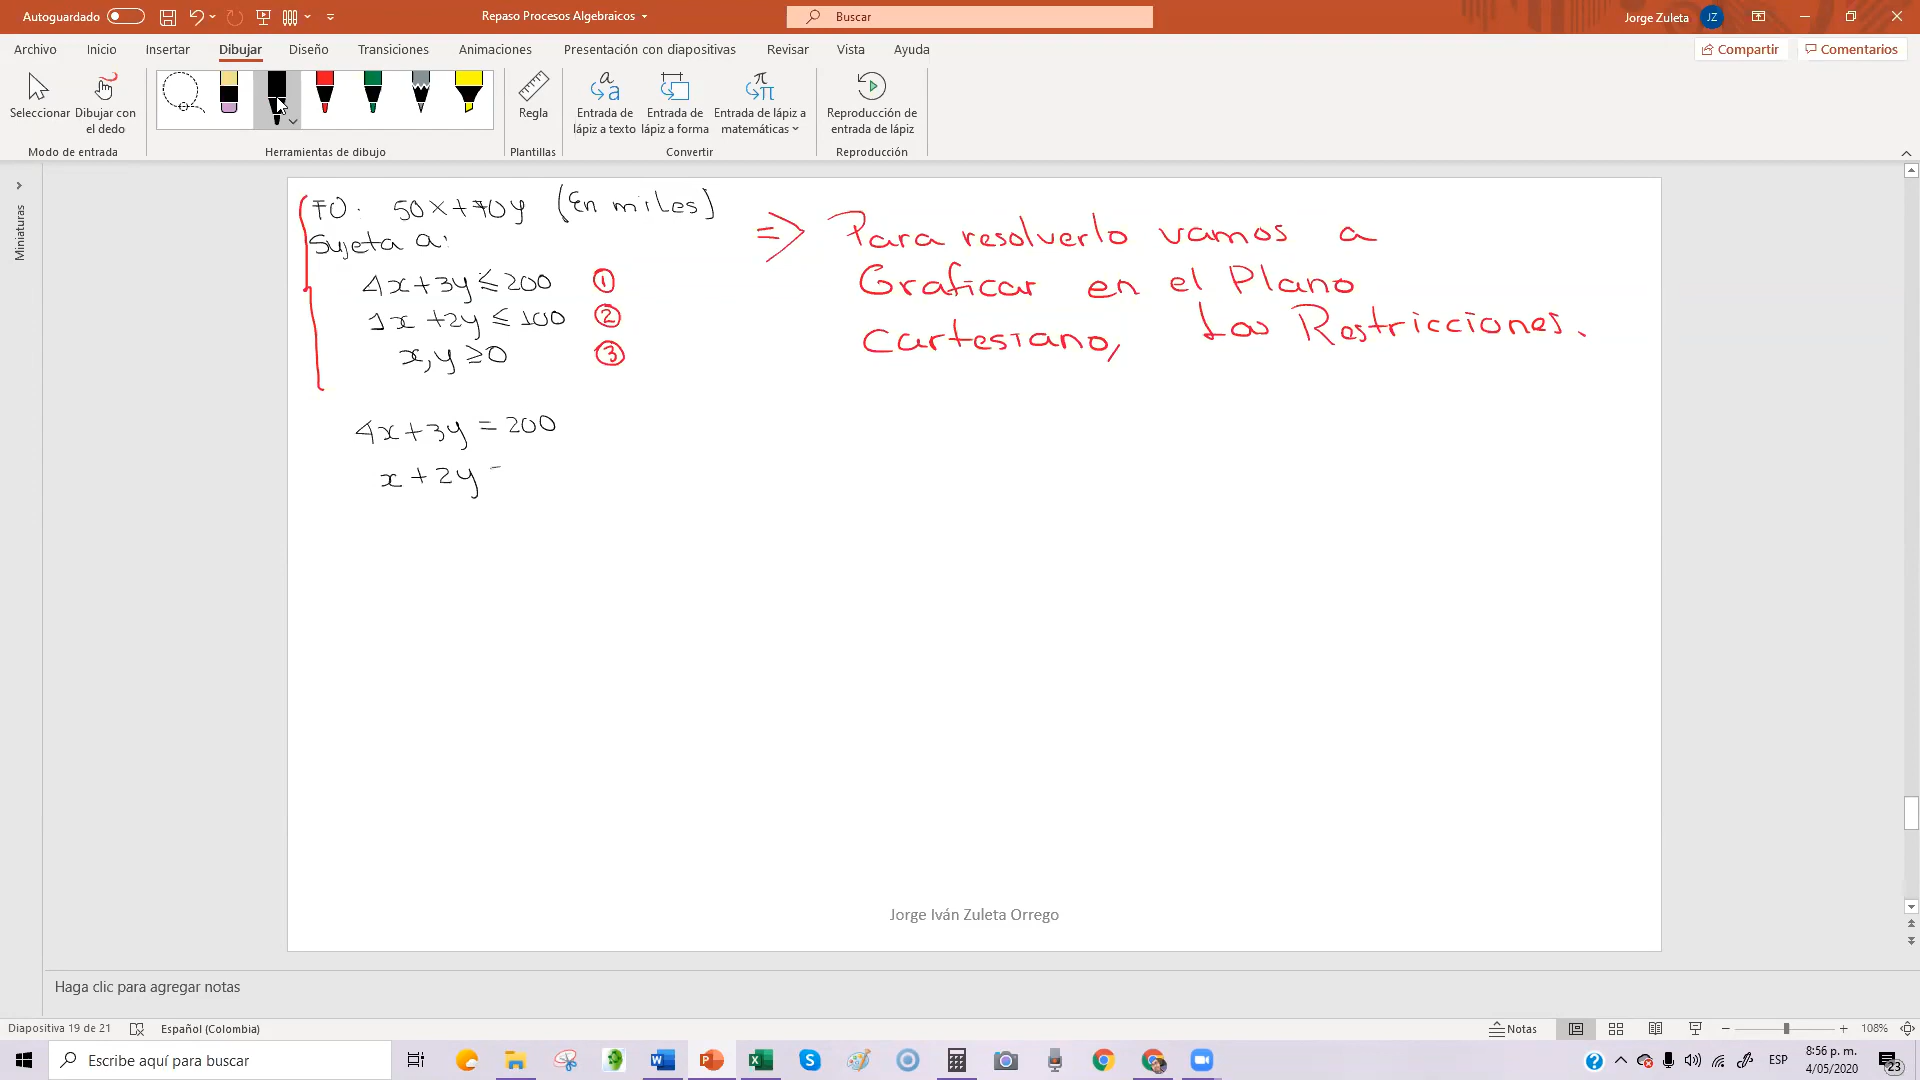 Autoguardado
Repaso Procesos Algebraicos
Buscar
Jorge Zuleta
JZ
Archivo Inicio Insertar Dibujar Diseño Transiciones Animaciones Presentación con diapositivas Revisar Vista Ayuda
Compartir
Comentarios
Seleccionar
Dibujar con el dedo
Regla
Entrada de lápiz a texto
Entrada de lápiz a forma
Entrada de lápiz a matemáticas
Reproducción de entrada de lápiz
Modo de entrada
Herramientas de dibujo
Plantillas
Convertir
Reproducción
Miniaturas
FO: 50x+70y (En miles)
Sujeta a:
4x+3y ≤ 200 ①
1x +2y ≤ 100 ②
x,y ≥ 0 ③
=> Para resolverlo vamos a
Graficar en el Plano
Cartesiano, Las Restricciones.
4x+3y = 200
x+2y -
Jorge Iván Zuleta Orrego
Haga clic para agregar notas
Diapositiva 19 de 21
Español (Colombia)
Notas
108%
Escribe aquí para buscar
ESP
8:56 p. m.
4/05/2020
23